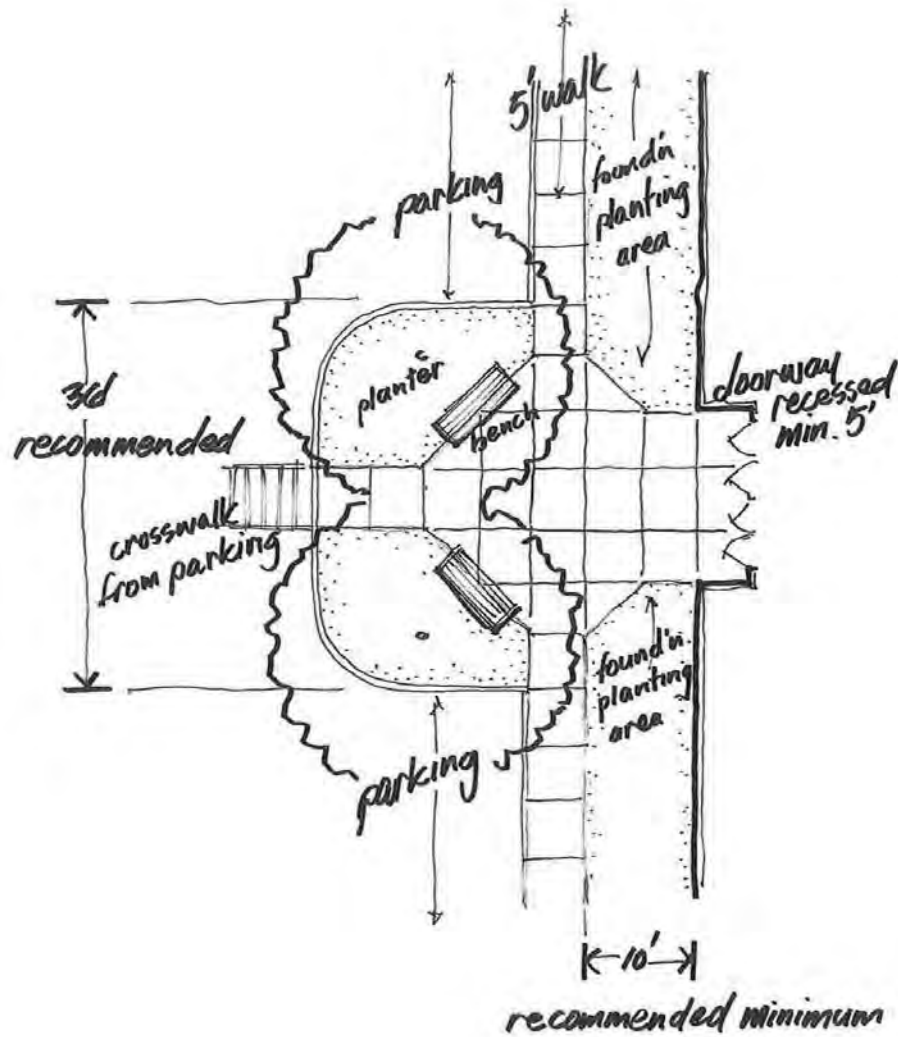 5' walk
parking
found'n
planting
area
planter
bench
doorway
recessed
min. 5'
recommended
crosswalk
from parking
found'n
planting
area
parking
10'
recommended minimum